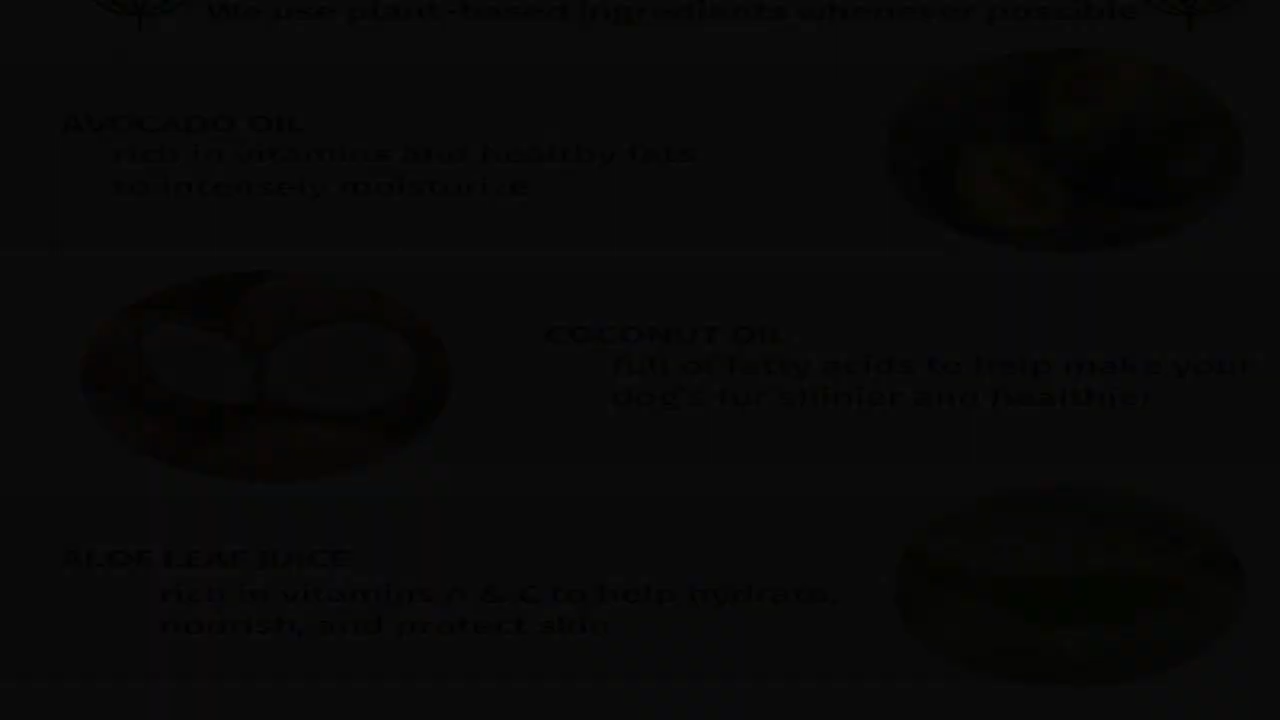 We use plant-based ingredients whenever possible
AVOCADO OIL
rich in vitamins and healthy fats
to intensely moisturize
COCONUT OIL
full of fatty acids to help make your
dog's fur shinier and healthier
ALOE LEAF JUICE
rich in vitamins A & C to help hydrate,
nourish, and protect skin